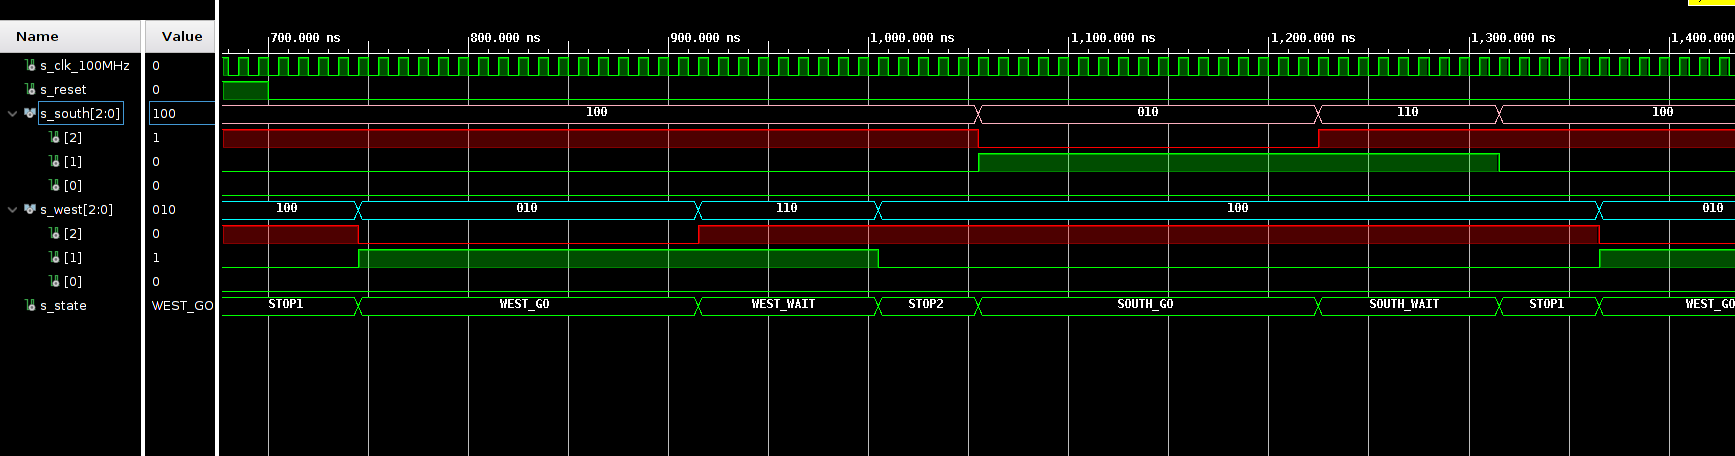 700.000 ns 800.000 ns 900.000 ns 1,000.000 ns 1,100.000 ns 1,200.000 ns 1,300.000 ns 1,400.000
Name Value
s_clk_100MHz 0
s_reset 0
s_south[2:0] 100 100 010 110 100
[2] 1
[1] 0
[0] 0
s_west[2:0] 010 100 010 110 100 010
[2] 0
[1] 1
[0] 0
s_state WEST_GO STOP1 WEST_GO WEST_WAIT STOP2 SOUTH_GO SOUTH_WAIT STOP1 WEST_GO